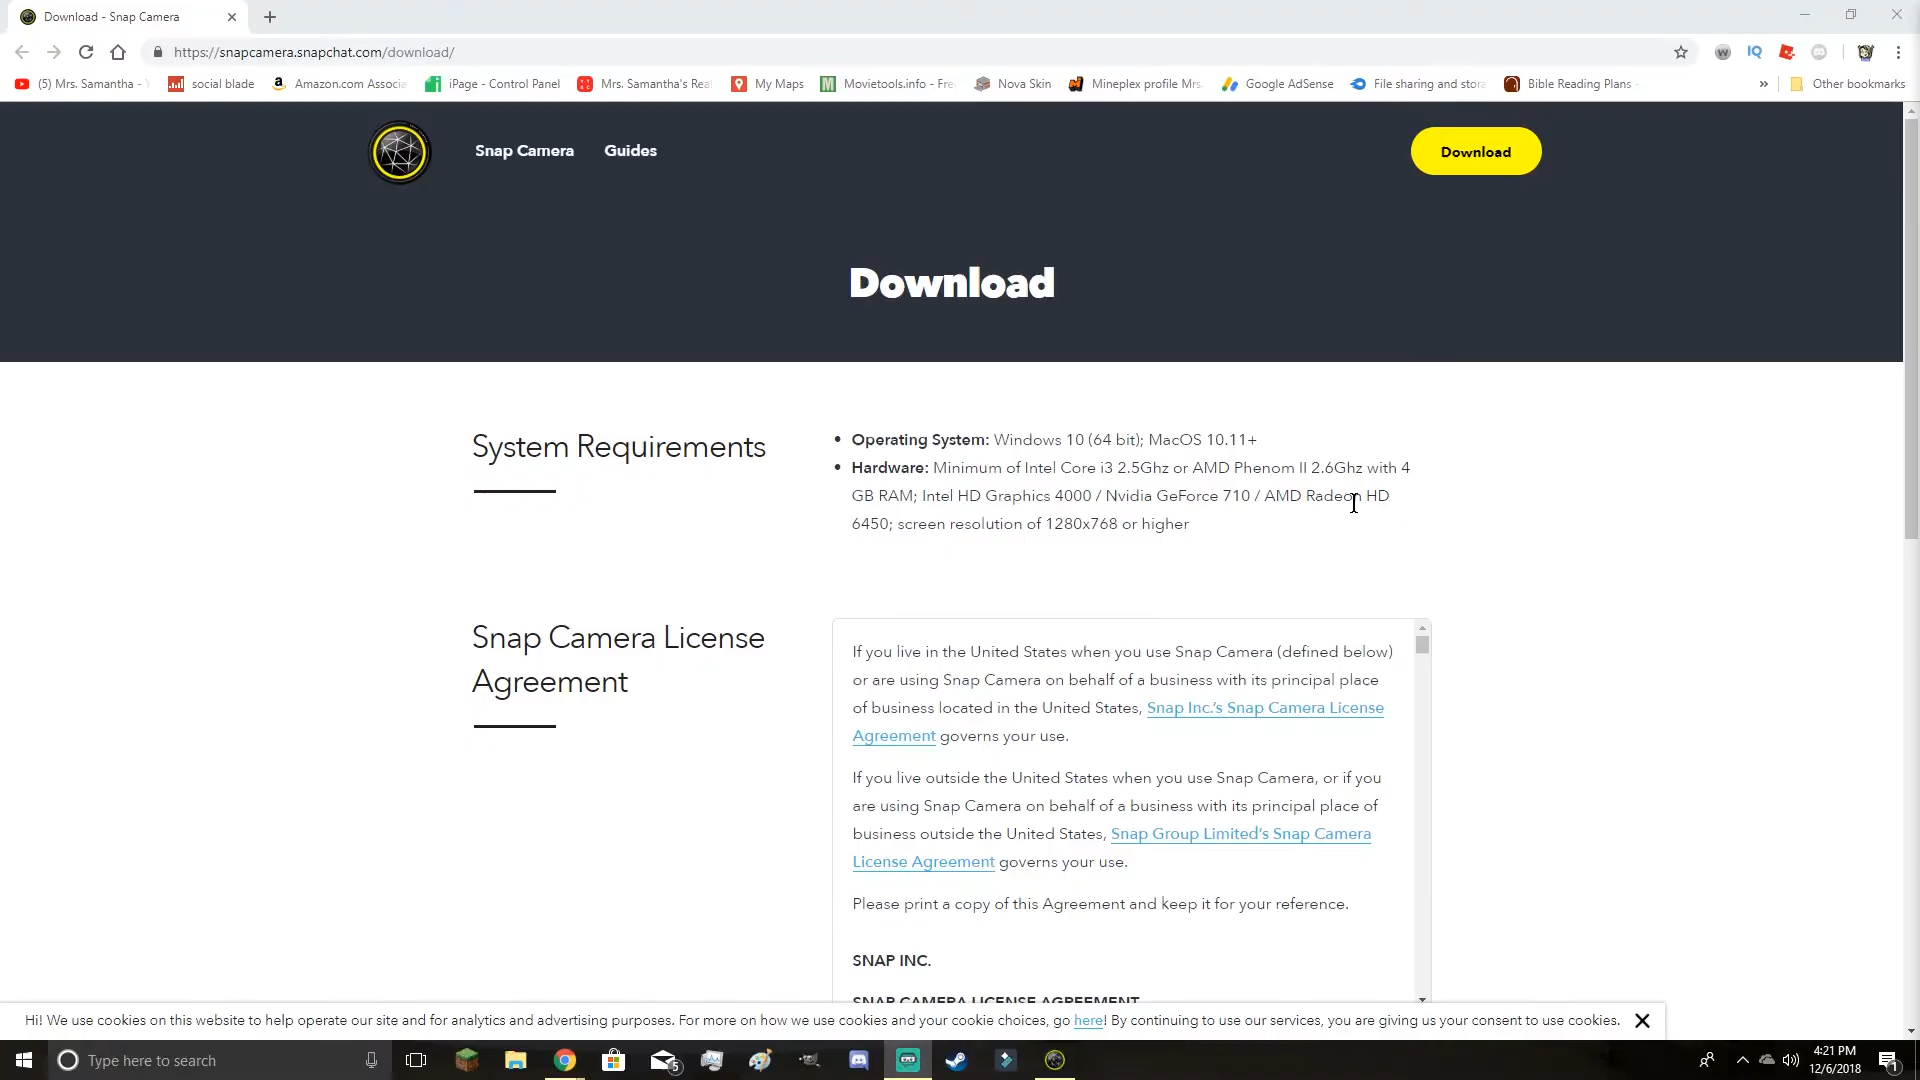 Download - Snap Camera
https://snapcamera.snapchat.com/download/
(5) Mrs. Samantha - Y
social blade
Amazon.com Associa
iPage - Control Panel
Mrs. Samantha's Rea
My Maps
Movietools.info - Fre
Nova Skin
Mineplex profile Mrs.
Google AdSense
File sharing and stora
Bible Reading Plans -
»
Other bookmarks
Snap Camera
Guides
Download
Download
System Requirements
• Operating System: Windows 10 (64 bit); MacOS 10.11+
• Hardware: Minimum of Intel Core i3 2.5Ghz or AMD Phenom II 2.6Ghz with 4
GB RAM; Intel HD Graphics 4000 / Nvidia GeForce 710 / AMD Radeon HD
6450; screen resolution of 1280x768 or higher
Snap Camera License
Agreement
If you live in the United States when you use Snap Camera (defined below)
or are using Snap Camera on behalf of a business with its principal place
of business located in the United States, Snap Inc.'s Snap Camera License
Agreement governs your use.
If you live outside the United States when you use Snap Camera, or if you
are using Snap Camera on behalf of a business with its principal place of
business outside the United States, Snap Group Limited's Snap Camera
License Agreement governs your use.
Please print a copy of this Agreement and keep it for your reference.
SNAP INC.
SNAP CAMERA LICENSE AGREEMENT
Hi! We use cookies on this website to help operate our site and for analytics and advertising purposes. For more on how we use cookies and your cookie choices, go here! By continuing to use our services, you are giving us your consent to use cookies.
Type here to search
5
4:21 PM
12/6/2018
1